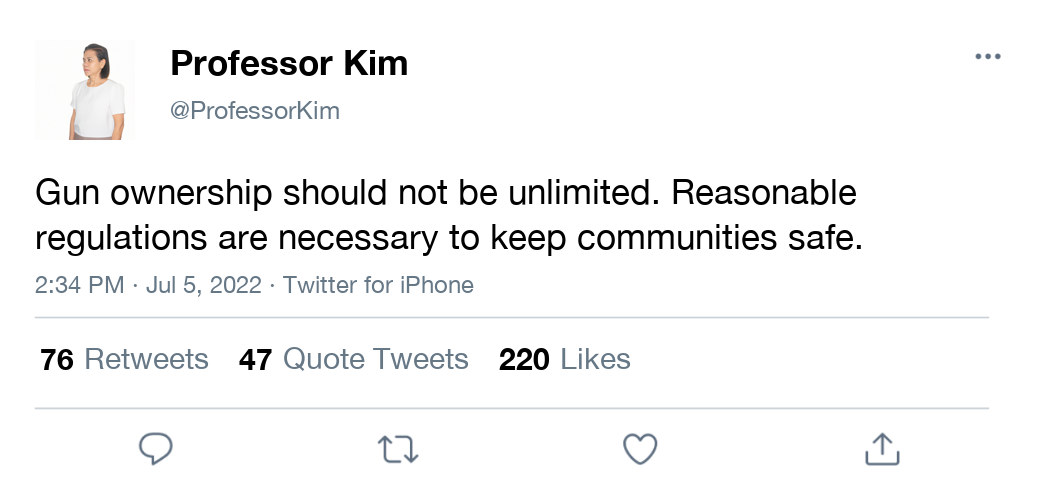 Professor Kim
@ProfessorKim
Gun ownership should not be unlimited. Reasonable
regulations are necessary to keep communities safe.
2:34 PM · Jul 5, 2022 · Twitter for iPhone
76 Retweets 47 Quote Tweets 220 Likes